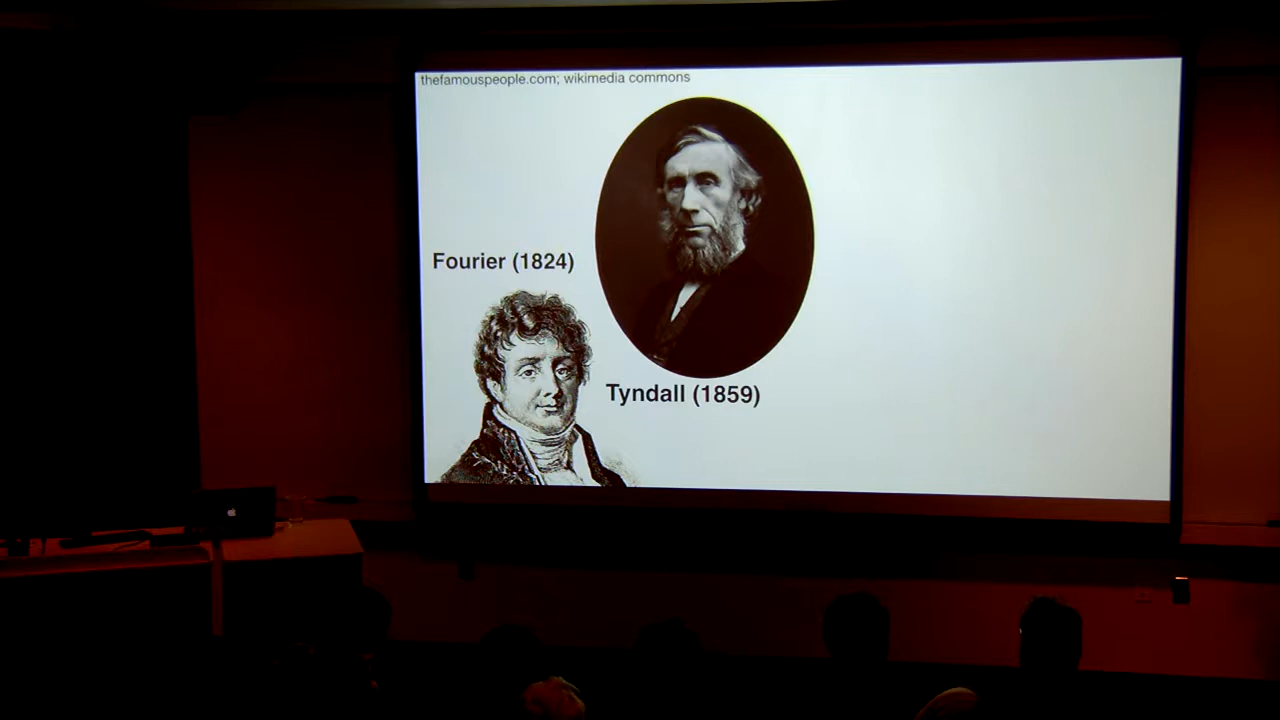 thefamouspeople.com; wikimedia commons
Fourier (1824)
Tyndall (1859)